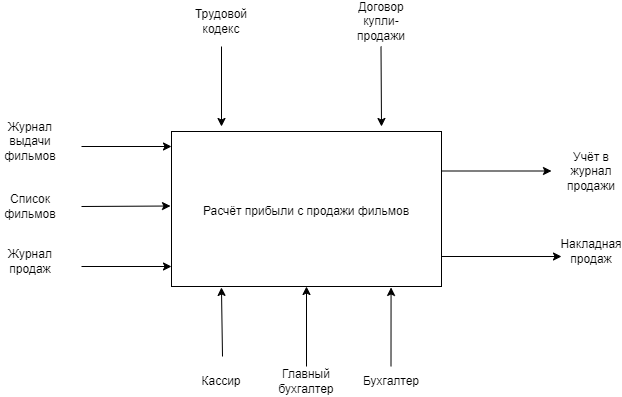 Трудовой
кодекс
Договор
купли-
продажи
Журнал
выдачи
фильмов
Список
фильмов
Журнал
продаж
Расчёт прибыли с продажи фильмов
Учёт в
журнал
продажи
Накладная
продаж
Кассир
Главный
бухгалтер
Бухгалтер